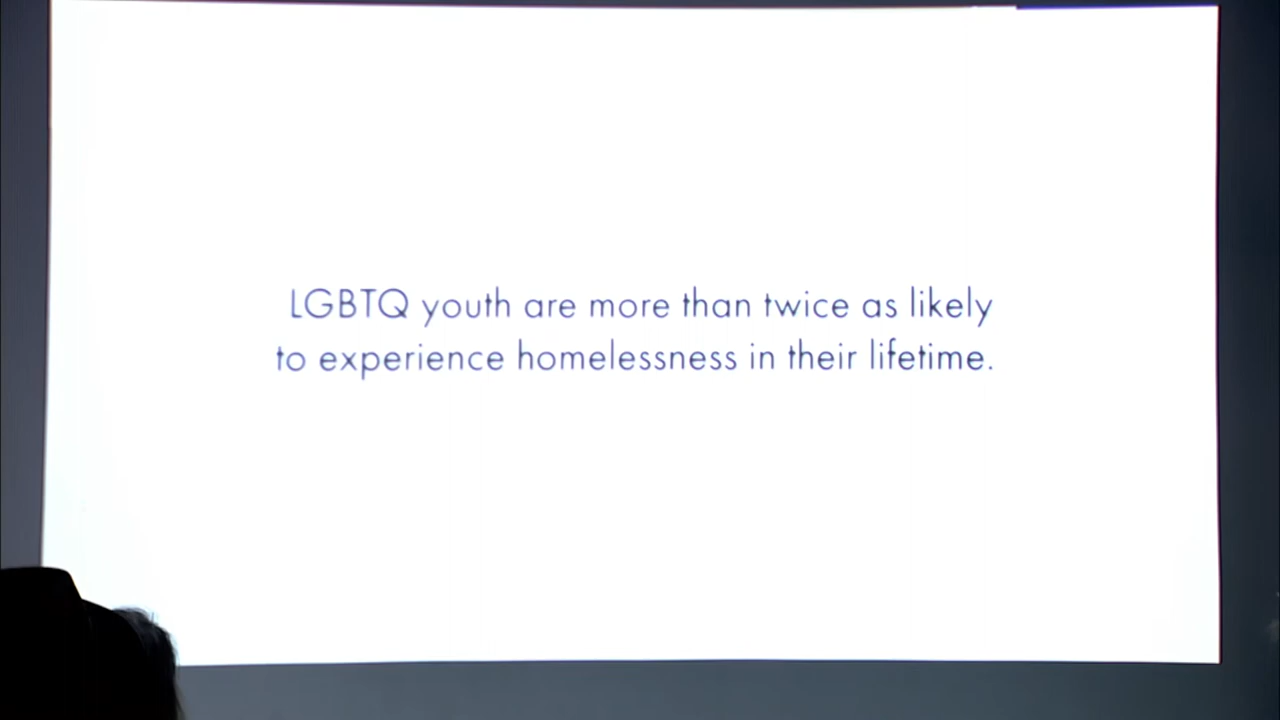 LGBTQ youth are more than twice as likely
to experience homelessness in their lifetime.